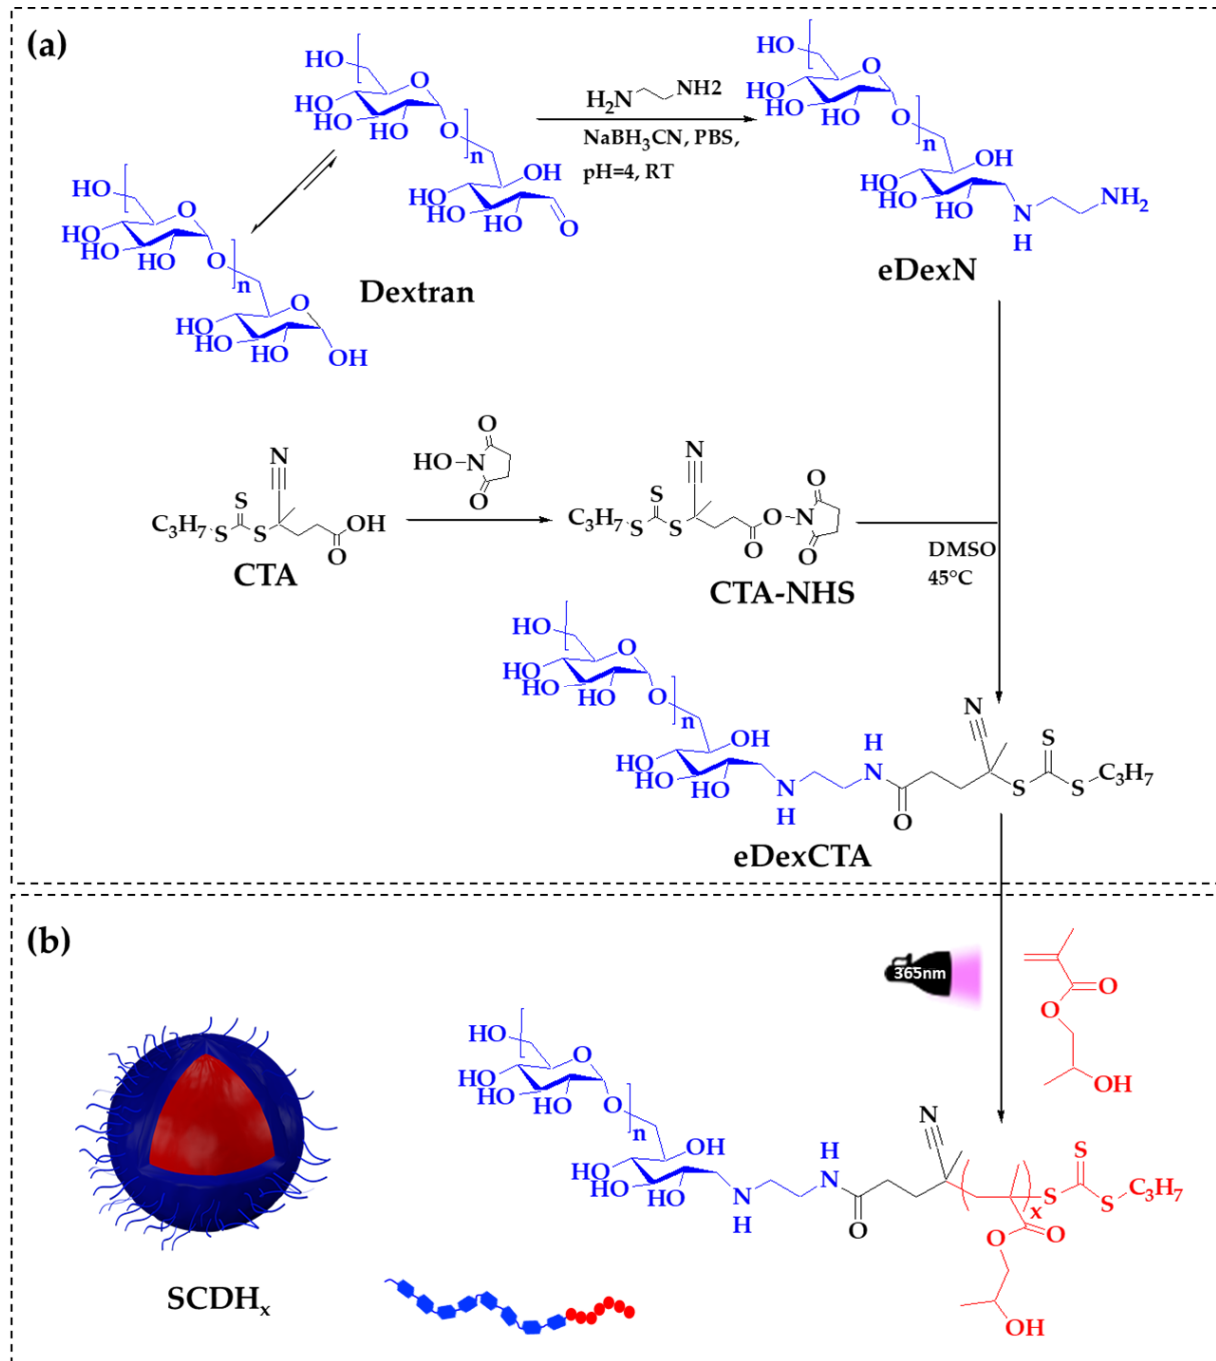 (a)
HO
O
HO
HO
HO
O
n
OH
HO
HO
HO
O
H₂N
NH2
NaBH₃CN, PBS,
pH=4, RT
HO
O
HO
HO
HO
O
n
OH
HO
HO
HO
N
H
NH₂
eDexN
HO
O
HO
HO
HO
O
n
O
HO
HO
HO
OH
Dextran
N
S
C₃H₇
S
S
OH
O
CTA
O
HO
N
O
N
S
C₃H₇
S
S
O
O
N
O
O
CTA-NHS
DMSO
45°C
HO
O
HO
HO
HO
O
n
OH
HO
HO
HO
N
H
H
N
O
N
S
S
S
C₃H₇
eDexCTA
(b)
365nm
O
O
OH
HO
O
HO
HO
HO
O
n
OH
HO
HO
HO
N
H
H
N
O
N
x
S
S
S
C₃H₇
O
O
OH
SCDHₓ